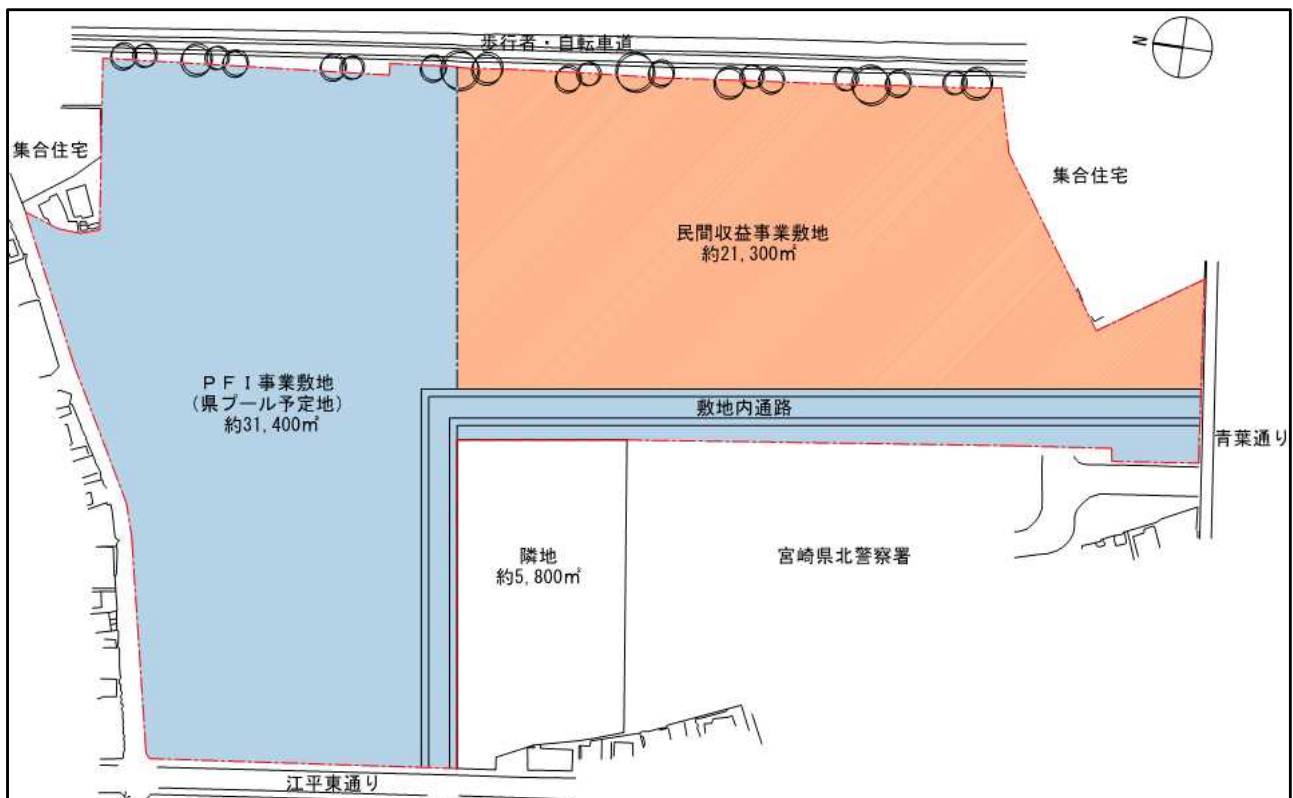 歩行者・自転車道
N
集合住宅
集合住宅
民間収益事業敷地
約21,300㎡
ＰＦＩ事業敷地
（県プール予定地）
約31,400㎡
敷地内通路
青葉通り
隣地
約5,800㎡
宮崎県北警察署
江平東通り